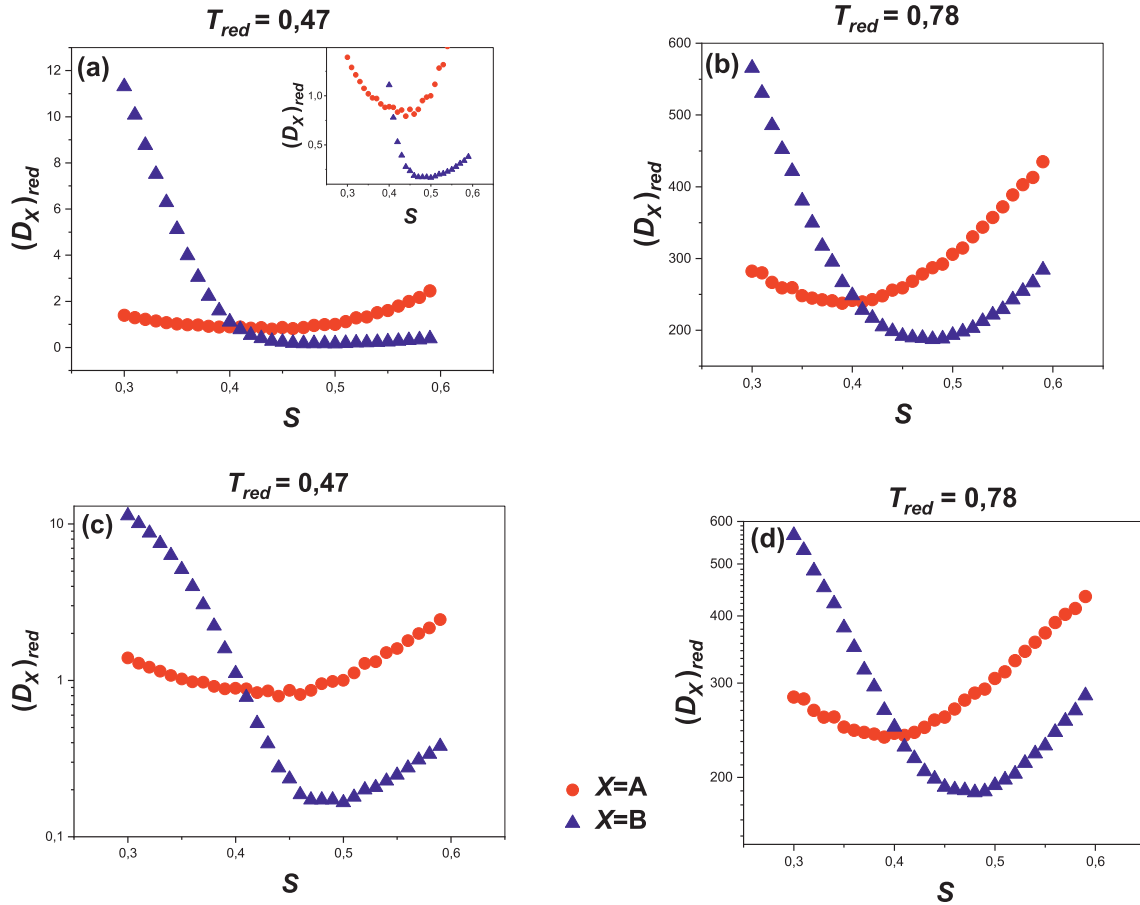 T_red = 0,47
(a)
12
10
8
6
4
2
0
(D_X)_red
0,3
0,4
0,5
0,6
S
1,0
0,5
(D_X)_red
0,3
0,4
0,5
0,6
S
T_red = 0,78
(b)
600
500
400
300
200
(D_X)_red
0,3
0,4
0,5
0,6
S
T_red = 0,47
(c)
10
1
0,1
(D_X)_red
0,3
0,4
0,5
0,6
S
X=A
X=B
T_red = 0,78
(d)
600
500
400
300
200
(D_X)_red
0,3
0,4
0,5
0,6
S